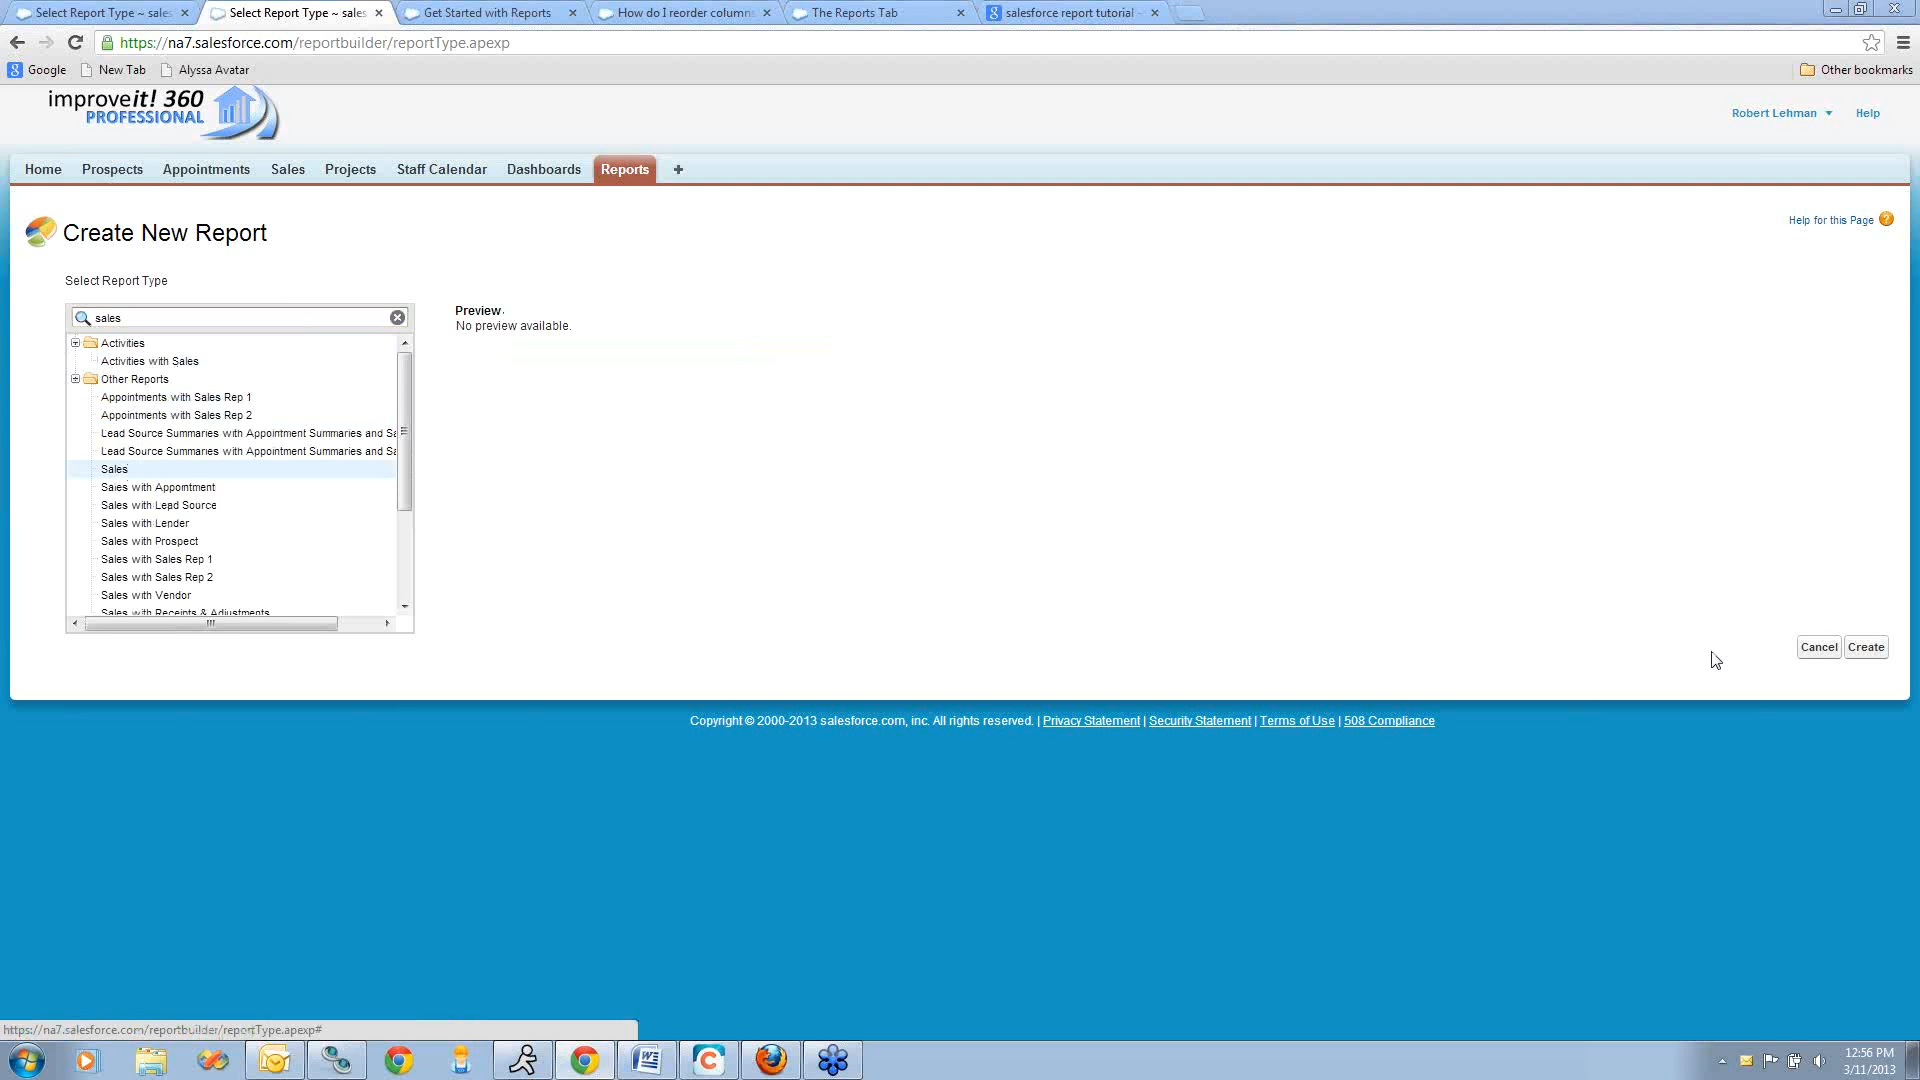 Select Report Type ~ sales
Select Report Type ~ sales
Get Started with Reports
How do I reorder column
The Reports Tab
salesforce report tutorial -
https://na7.salesforce.com/reportbuilder/reportType.apexp
Google
New Tab
Alyssa Avatar
Other bookmarks
improveit! 360
PROFESSIONAL
Robert Lehman
Help
Home
Prospects
Appointments
Sales
Projects
Staff Calendar
Dashboards
Reports
Create New Report
Help for this Page
Select Report Type
sales
Activities
Activities with Sales
Other Reports
Appointments with Sales Rep 1
Appointments with Sales Rep 2
Lead Source Summaries with Appointment Summaries and Sa
Lead Source Summaries with Appointment Summaries and Sa
Sales
Sales with Appointment
Sales with Lead Source
Sales with Lender
Sales with Prospect
Sales with Sales Rep 1
Sales with Sales Rep 2
Sales with Vendor
Sales with Receipts & Adjustments
Preview
No preview available.
Cancel
Create
Copyright © 2000-2013 salesforce.com, inc. All rights reserved. | Privacy Statement | Security Statement | Terms of Use | 508 Compliance
https://na7.salesforce.com/reportbuilder/reportType.apexp#
12:56 PM
3/11/2013